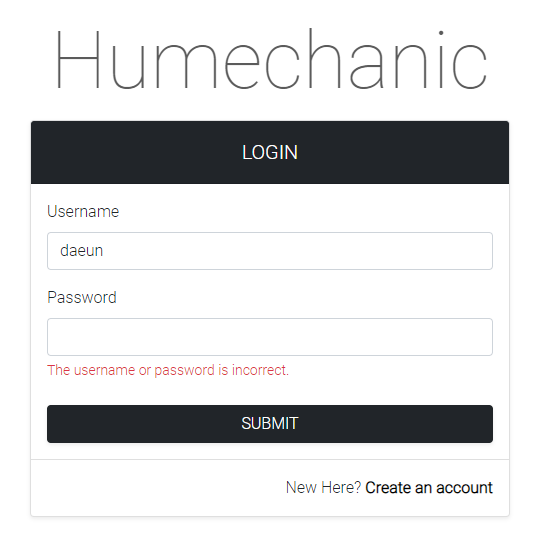 Humechanic
LOGIN
Username
daeun
Password
The username or password is incorrect.
SUBMIT
New Here? Create an account